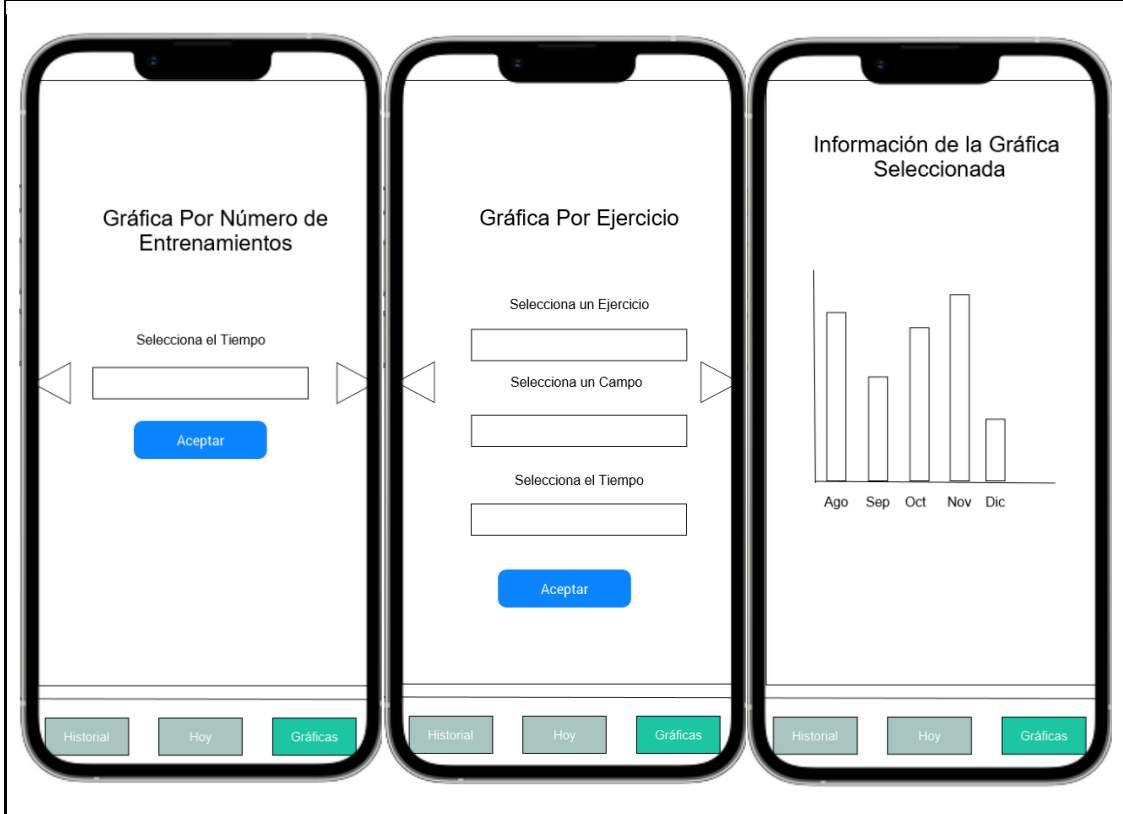 Gráfica Por Número de
Entrenamientos
Selecciona el Tiempo
Aceptar
Historial
Hoy
Gráficas
Gráfica Por Ejercicio
Selecciona un Ejercicio
Selecciona un Campo
Selecciona el Tiempo
Aceptar
Historial
Hoy
Gráficas
Información de la Gráfica
Seleccionada
Ago Sep Oct Nov Dic
Historial
Hoy
Gráficas